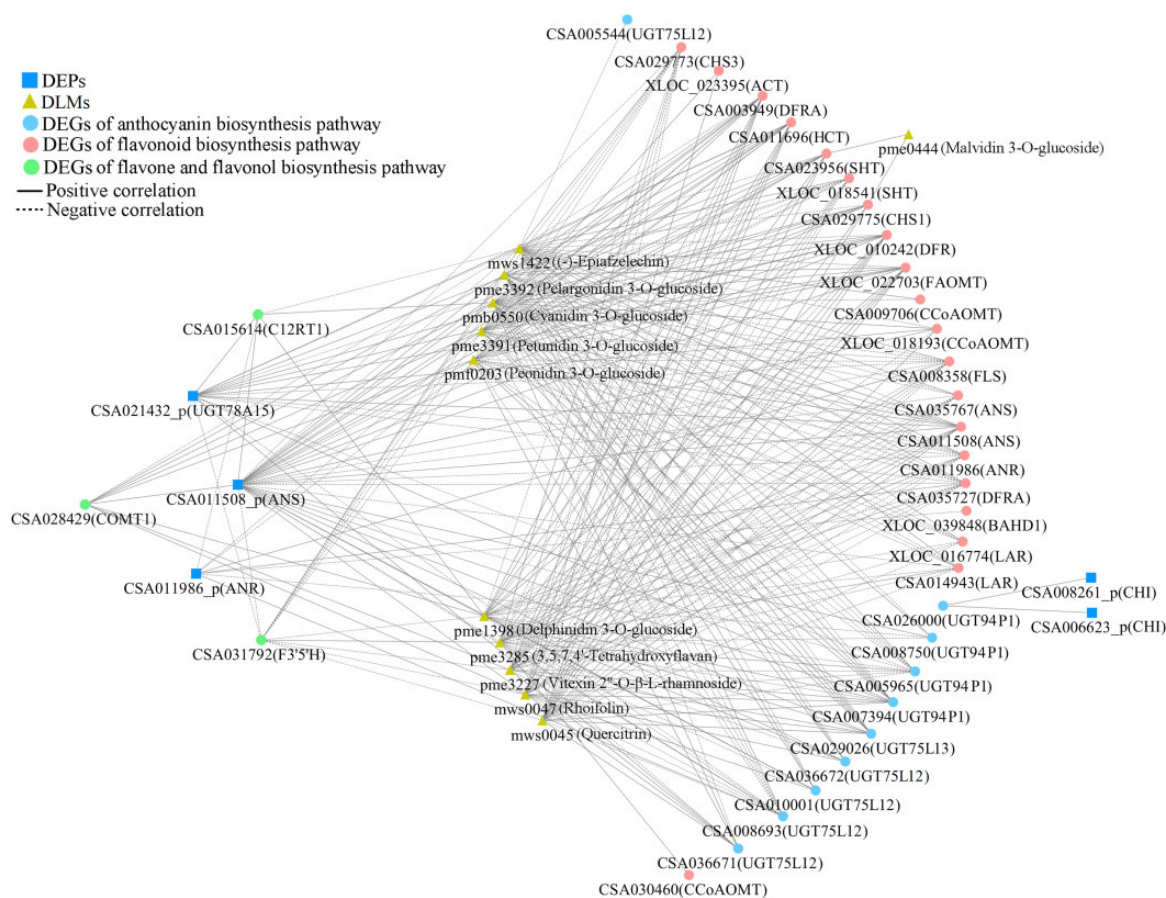 CSA005544(UGT75L12)
CSA029773(CHS3)
XLOC_023395(ACT)
CSA003949(DFRA)
CSA011696(HCT)
pme0444 (Malvidin 3-O-glucoside)
CSA023956(SHT)
XLOC_018541(SHT)
CSA029775(CHS1)
XLOC_010242(DFR)
XLOC_022703(FAOMT)
CSA009706(CCoAOMT)
XLOC_018193(CCoAOMT)
CSA008358(FLS)
CSA035767(ANS)
CSA011508(ANS)
CSA011986(ANR)
CSA035727(DFRA)
XLOC_039848(BAHD1)
XLOC_016774(LAR)
CSA014943(LAR)
CSA008261_p(CHI)
CSA026000(UGT94P1)
CSA006623_p(CHI)
CSA008750(UGT94P1)
CSA005965(UGT94P1)
CSA007394(UGT94P1)
CSA029026(UGT75L13)
CSA036672(UGT75L12)
CSA010001(UGT75L12)
CSA008693(UGT75L12)
CSA036671(UGT75L12)
CSA030460(CCoAOMT)
DEPs
DLMs
DEGs of anthocyanin biosynthesis pathway
DEGs of flavonoid biosynthesis pathway
DEGs of flavone and flavonol biosynthesis pathway
Positive correlation
Negative correlation
mws1422 ((-)-Epiafzelechin)
pme3392 (Pelargonidin 3-O-glucoside)
pmb0550 (Cyanidin 3-O-glucoside)
pme3391 (Petunidin 3-O-glucoside)
pmf0203 (Peonidin 3-O-glucoside)
CSA015614(C12RT1)
CSA021432_p(UGT78A15)
CSA011508_p(ANS)
CSA028429(COMT1)
CSA011986_p(ANR)
CSA031792(F3'5'H)
pme1398 (Delphinidin 3-O-glucoside)
pme3285 (3,5,7,4'-Tetrahydroxyflavan)
pme3227 (Vitexin 2"-O-β-L-rhamnoside)
mws0047 (Rhoifolin)
mws0045 (Quercitrin)